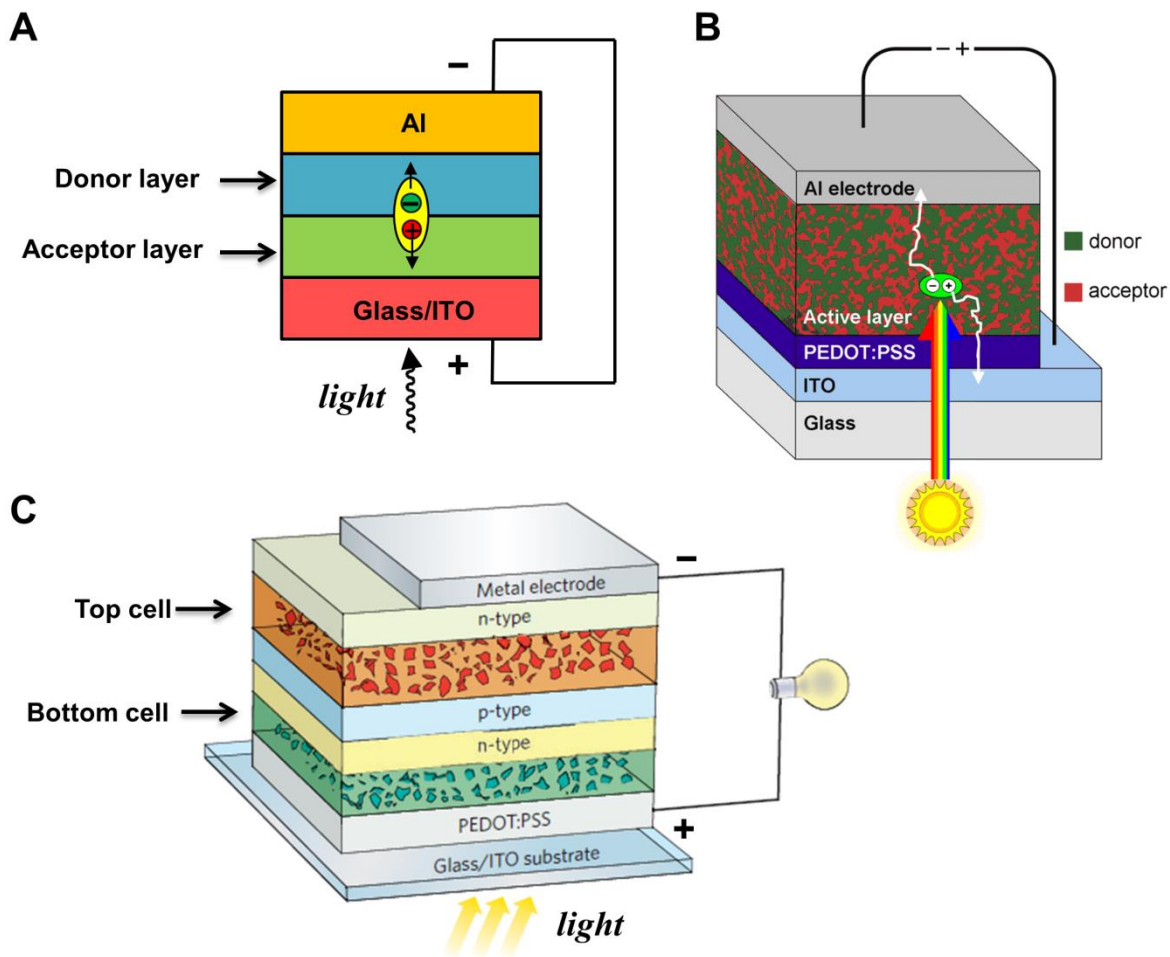 A
−
Al
Donor layer
Acceptor layer
−
+
Glass/ITO
+
light
B
− +
Al electrode
donor
acceptor
− +
Active layer
PEDOT:PSS
ITO
Glass
C
−
Metal electrode
n-type
Top cell
p-type
Bottom cell
n-type
PEDOT:PSS
+
Glass/ITO substrate
light